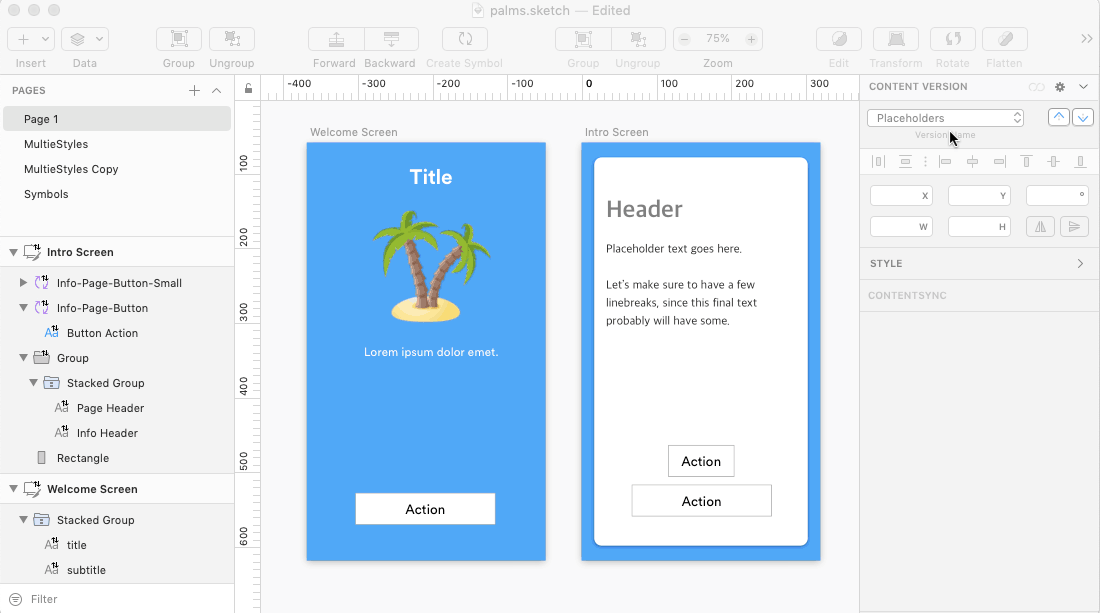 palms.sketch — Edited
Insert
Data
Group
Ungroup
Forward
Backward
Create Symbol
Group
Ungroup
75%
Zoom
Edit
Transform
Rotate
Flatten
PAGES
Page 1
MultieStyles
MultieStyles Copy
Symbols
Intro Screen
Info-Page-Button-Small
Info-Page-Button
Button Action
Group
Stacked Group
Page Header
Info Header
Rectangle
Welcome Screen
Stacked Group
title
subtitle
Filter
-400
-300
-200
-100
0
100
200
300
100
200
300
400
500
600
Welcome Screen
Title
Lorem ipsum dolor emet.
Action
Intro Screen
Header
Placeholder text goes here.
Let's make sure to have a few
linebreaks, since this final text
probably will have some.
Action
Action
CONTENT VERSION
Placeholders
Version Name
X
Y
°
W
H
STYLE
CONTENTSYNC